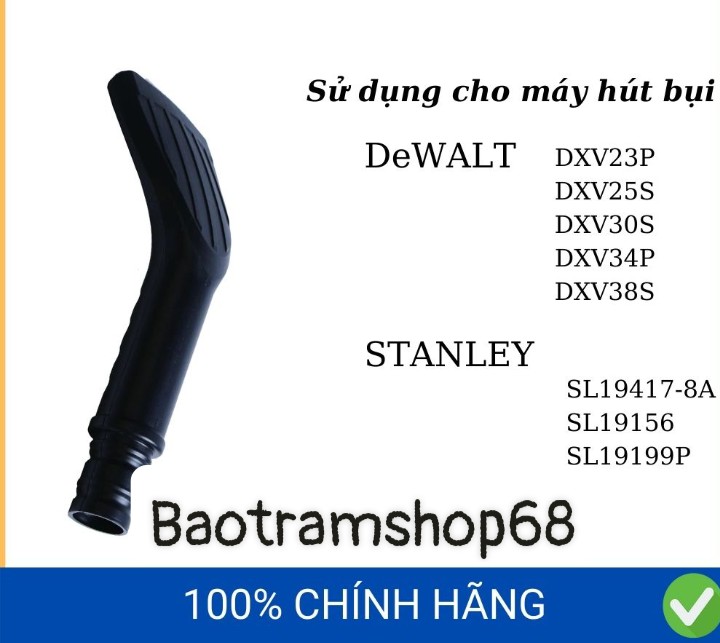 Sử dụng cho máy hút bụi
DeWALT
DXV23P
DXV25S
DXV30S
DXV34P
DXV38S
STANLEY
SL19417-8A
SL19156
SL19199P
Baotramshop68
100% CHÍNH HÃNG